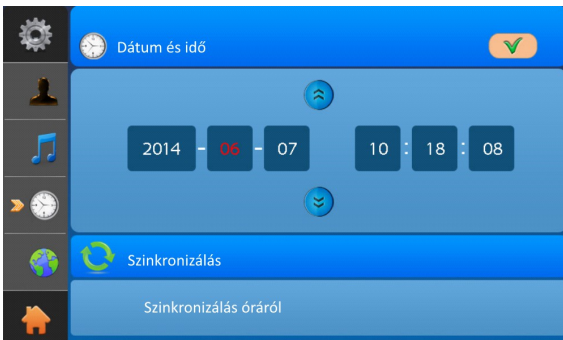 Dátum és idő
2014 - 06 - 07 10 : 18 : 08
Szinkronizálás
Szinkronizálás óráról